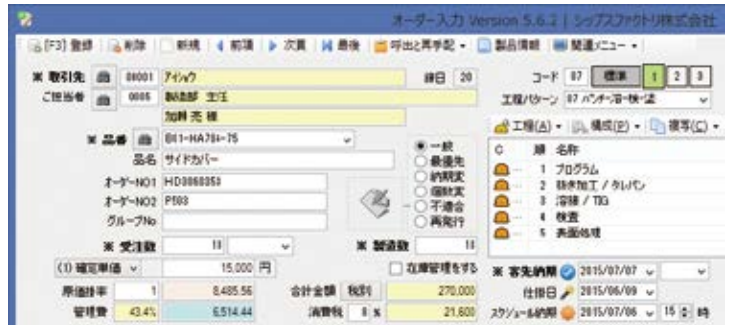 オーダー入力 Version 5.6.2 | シップスファクトリ株式会社
[F3] 登録 削除 新規 前項 次頁 最後 呼出と再手配 製品情報 関連メニュー
※ 取引先 00001 アイショウ 締日 20 コード 07 標準 1 2 3
ご担当者 0005 製造部 主任 工程パターン 07 パンチ-溶-検-塗
加藤 亮 様
工程(A) 構成(P) 複写(C)
※ 品番 011-HA784-75 一般 C 順 名称
品名 サイドカバー 最優先 1 プログラム
オーダーNO1 HD3060353 納期変 2 抜き加工 / タレパン
オーダーNO2 P503 個数変 3 溶接 / TIG
グループNo 不適合 4 検査
再発行 5 表面処理
※ 受注数 18 ※ 製造数 18
(1) 確定単価 15,000 円 在庫管理をする ※ 客先納期 2015/07/07
原価掛率 1 8,485.56 合計金額 税別 270,000 仕掛日 2015/06/09
管理費 43.4% 6,514.44 消費税 8 % 21,600 スケジュール納期 2015/07/06 15 時